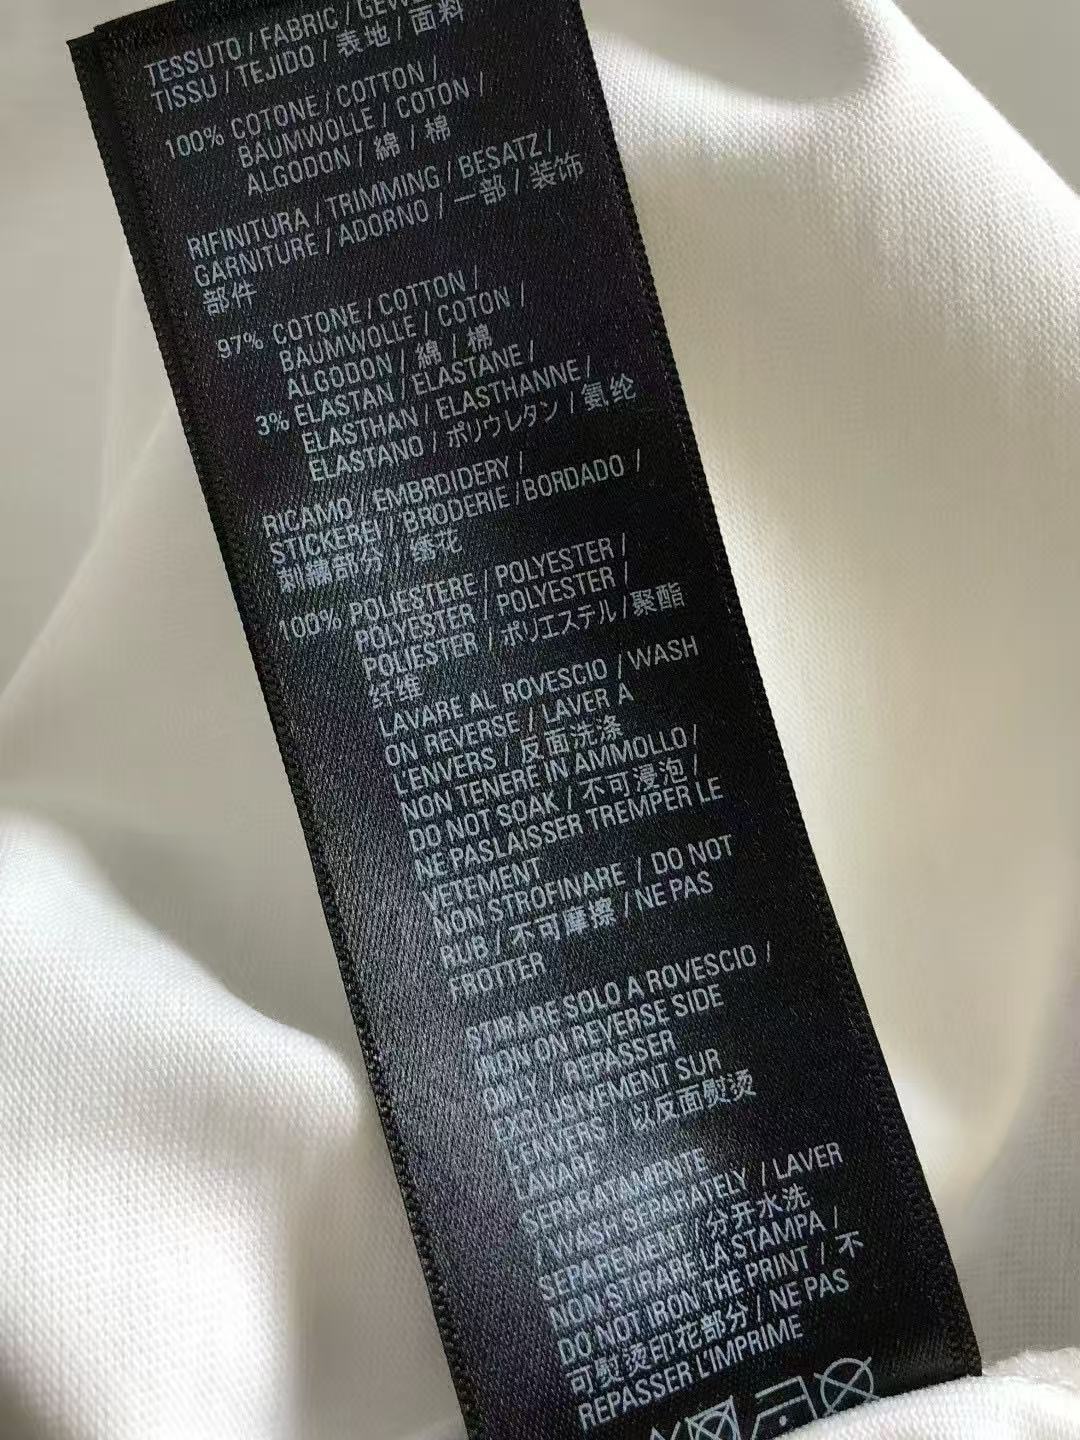 TESSUTO / FABRIC /
TISSU / TEJIDO / 表地 / 面料
100% COTONE / COTTON /
BAUMWOLLE / COTON /
ALGODON / 綿 / 棉
RIFINITURA / TRIMMING / BESATZ /
GARNITURE / ADORNO / 一部 / 装饰
部件
97% COTONE / COTTON /
BAUMWOLLE / COTON /
ALGODON / 綿 / 棉
3% ELASTAN / ELASTANE /
ELASTHAN / ELASTHANNE /
ELASTANO / ポリウレタン / 氨纶
RICAMO / EMBRDIDERY /
STICKEREI / BRODERIE / BORDADO /
刺繍部分 / 绣花
100% POLIESTERE / POLYESTER /
POLYESTER / POLYESTER /
POLIESTER / ポリエステル / 聚酯
纤维
LAVARE AL ROVESCIO / WASH
ON REVERSE / LAVER A
L'ENVERS / 反面洗涤
NON TENERE IN AMMOLLO /
DO NOT SOAK / 不可浸泡 /
NE PASLAISSER TREMPER LE
VETEMENT
NON STROFINARE / DO NOT
RUB / 不可摩擦 / NE PAS
FROTTER
STIRARE SOLO A ROVESCIO /
NON ON REVERSE SIDE
ONLY / REPASSER
EXCLUSIVEMENT SUR
L'ENVERS / 以反面熨烫
LAVARE
SEPARATAMENTE
/ WASH SEPARATELY / LAVER
SEPAREMENT / 分开水洗
NON STIRARE LA STAMPA /
DO NOT IRON THE PRINT / 不
可熨烫印花部分 / NE PAS
REPASSER L'IMPRIME